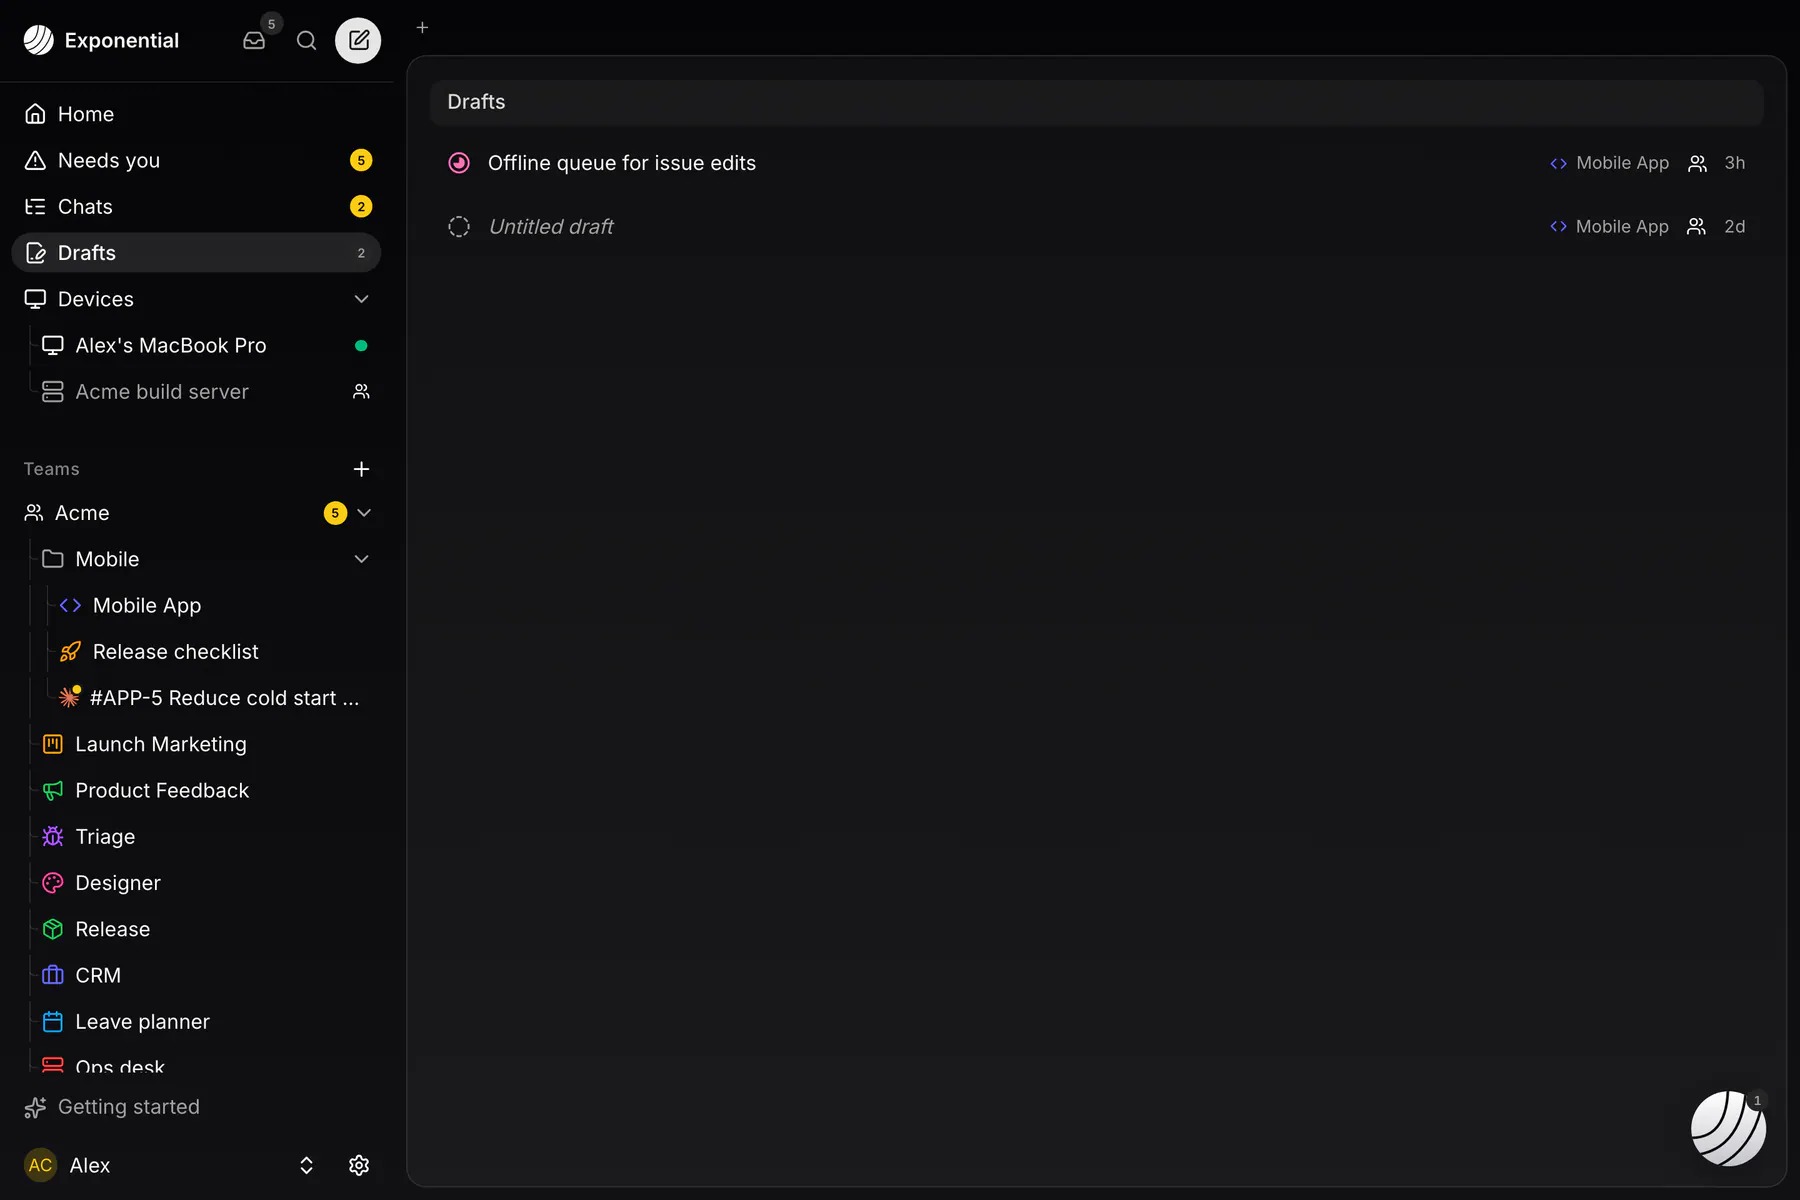 Exponential
5
Home
Needs you
5
Chats
2
Drafts
2
Devices
Alex's MacBook Pro
Acme build server
Teams
Acme
5
Mobile
Mobile App
Release checklist
#APP-5 Reduce cold start ...
Launch Marketing
Product Feedback
Triage
Designer
Release
CRM
Leave planner
Ops desk
Getting started
AC
Alex
Drafts
Offline queue for issue edits
Mobile App
3h
Untitled draft
Mobile App
2d
1